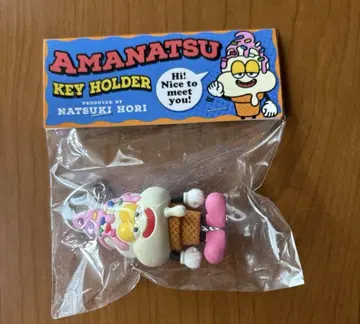 AMANATSU
KEY HOLDER
PRODUCED BY
NATSUKI HORI
Hi!
Nice to
meet
you!